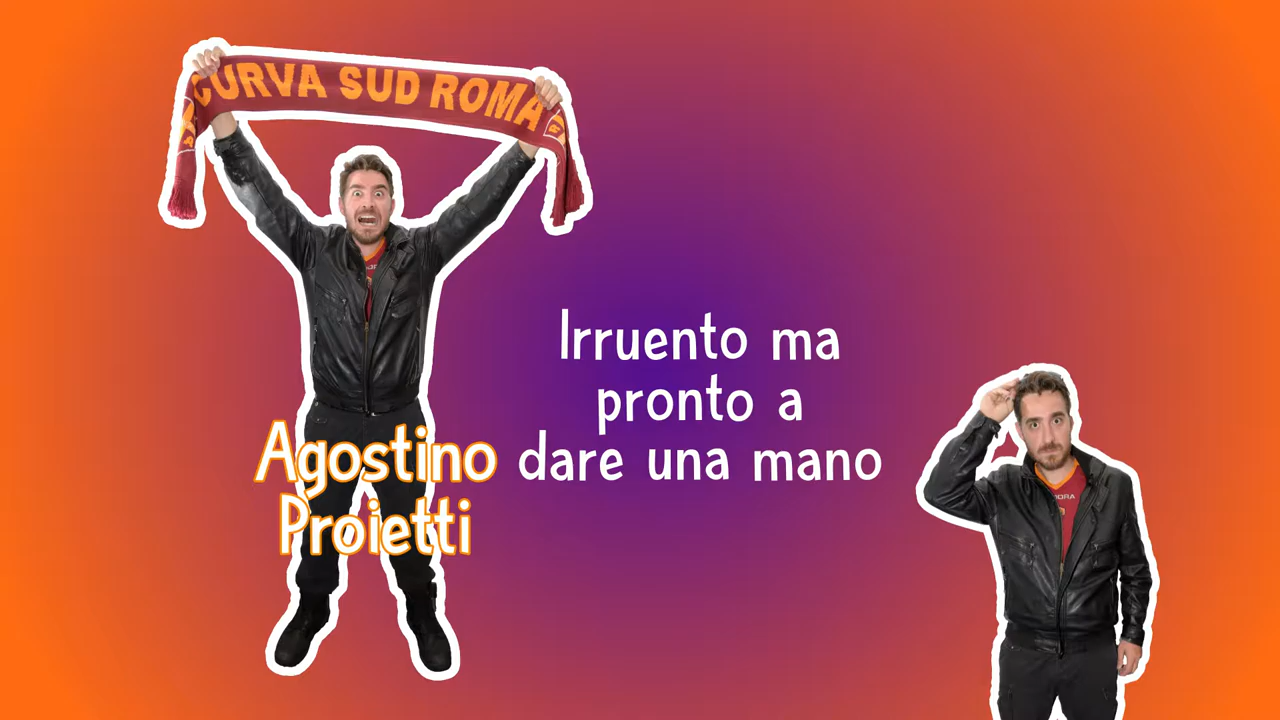 CURVA SUD ROMA
Irruento ma
pronto a
dare una mano
Agostino
Proietti